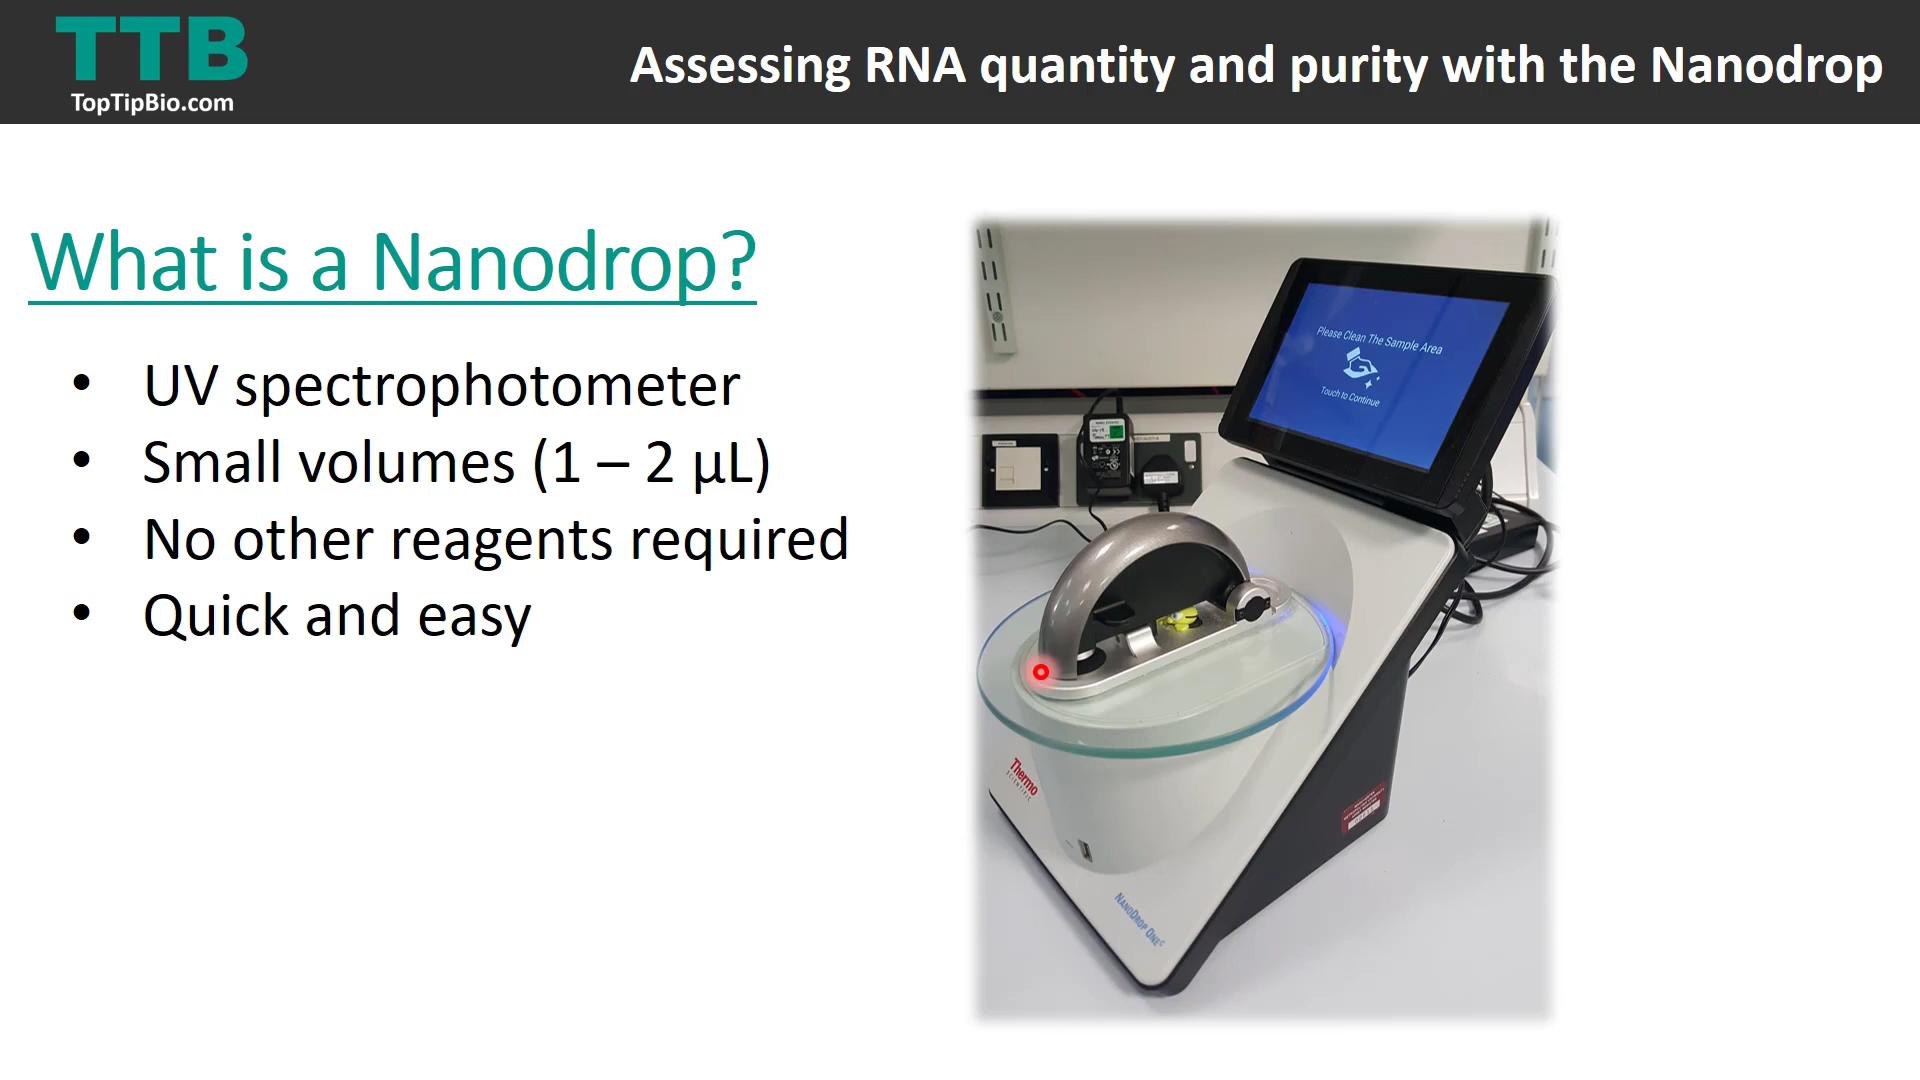 TTB
TopTipBio.com
Assessing RNA quantity and purity with the Nanodrop
What is a Nanodrop?
• UV spectrophotometer
• Small volumes (1 – 2 µL)
• No other reagents required
• Quick and easy
Please Clean The Sample Area
Touch to Continue
Thermo
SCIENTIFIC
NANODROP ONEC